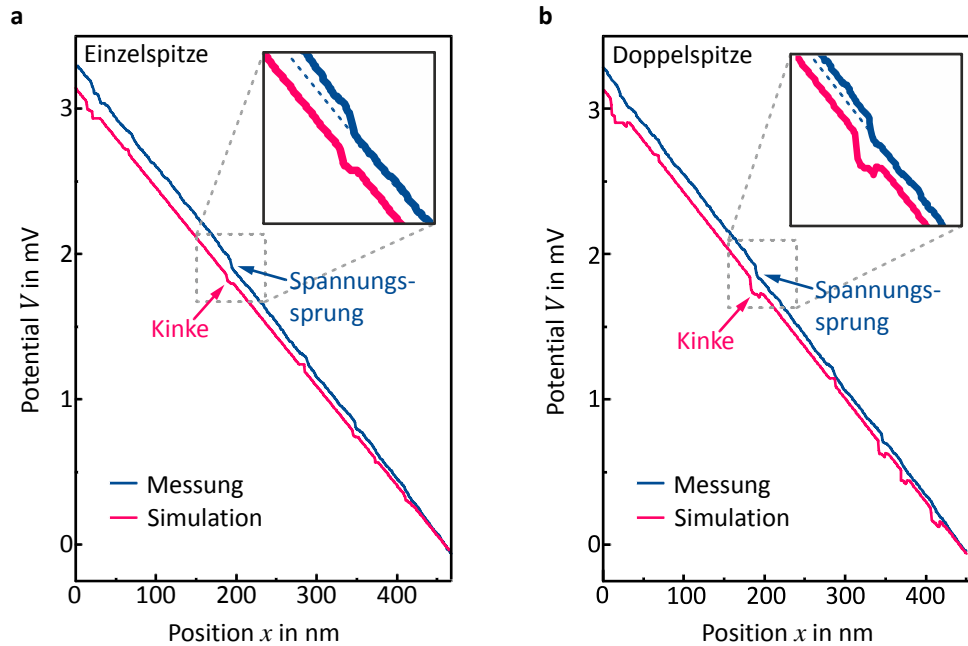 a
Einzelspitze
Potential V in mV
3
2
1
0
Spannungs-
sprung
Kinke
Messung
Simulation
0 100 200 300 400
Position x in nm
b
Doppelspitze
Potential V in mV
3
2
1
0
Spannungs-
sprung
Kinke
Messung
Simulation
0 100 200 300 400
Position x in nm